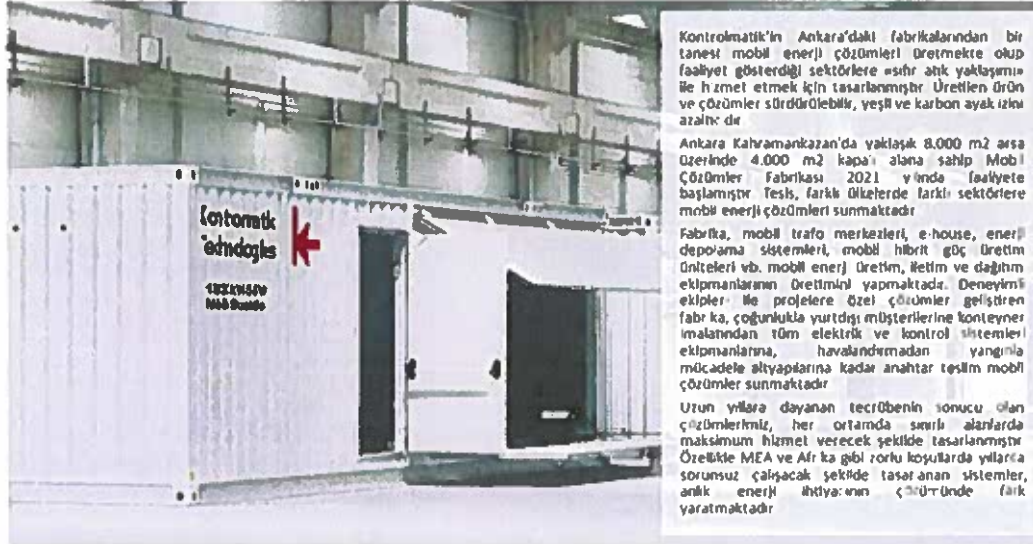 Kontrolmatik
Technologies
Kontrolmatik'in Ankara'daki fabrikalarından bir
tanesi mobil enerji çözümleri üretmekte olup
faaliyet gösterdiği sektörlere «sıfır atık yaklaşımı»
ile hizmet etmek için tasarlanmıştır. Üretilen ürün
ve çözümler sürdürülebilir, yeşil ve karbon ayak izini
azaltıcıdır.
Ankara Kahramankazan'da yaklaşık 8.000 m2 arsa
üzerinde 4.000 m2 kapalı alana sahip Mobil
Çözümler Fabrikası 2021 yılında faaliyete
başlamıştır. Tesis, farklı ülkelerde farklı sektörlere
mobil enerji çözümleri sunmaktadır.
Fabrika, mobil trafo merkezleri, e-house, enerji
depolama sistemleri, mobil hibrit güç üretim
üniteleri vb. mobil enerji üretim, iletim ve dağıtım
ekipmanlarının üretimini yapmaktadır. Deneyimli
ekipleri ile projelere özel çözümler geliştiren
fabrika, çoğunlukla yurtdışı müşterilerine konteyner
imalatından tüm elektrik ve kontrol sistemleri
ekipmanlarına, havalandırmadan yangınla
mücadele altyapılarına kadar anahtar teslim mobil
çözümler sunmaktadır.
Uzun yıllara dayanan tecrübenin sonucu olan
çözümlerimiz, her ortamda sınırlı alanlarda
maksimum hizmet verecek şekilde tasarlanmıştır.
Özellikle MEA ve Afrika gibi zorlu koşullarda yıllarca
sorunsuz çalışacak şekilde tasarlanan sistemler,
anlık enerji ihtiyacının çözümünde fark
yaratmaktadır.